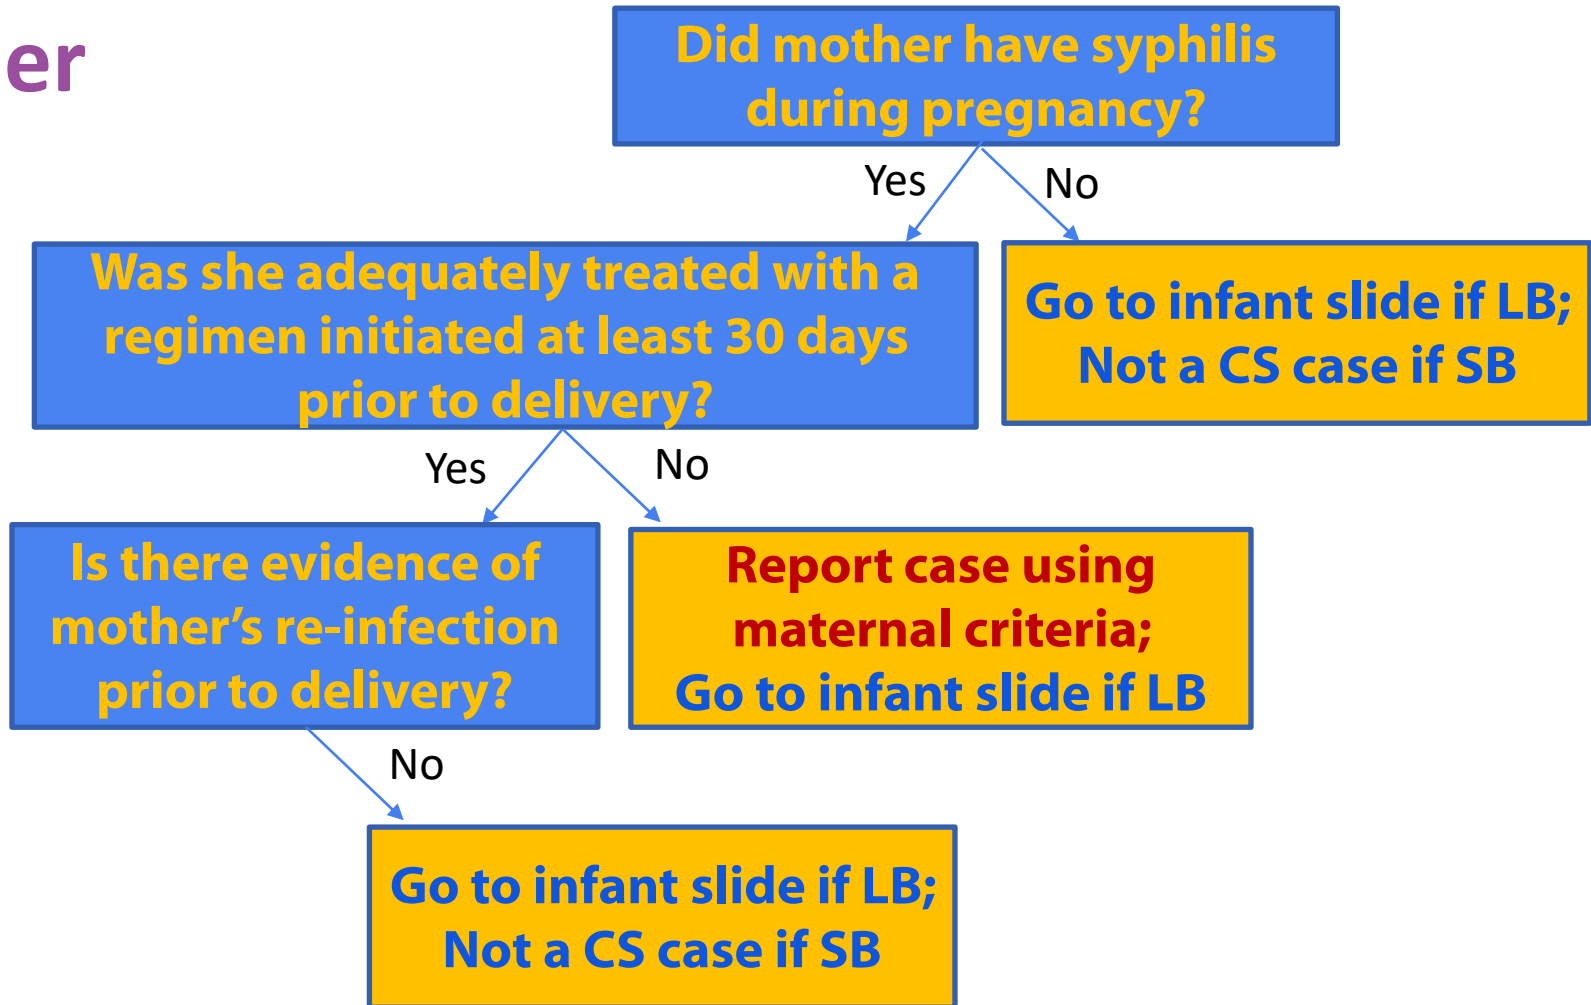 er
Did mother have syphilis
during pregnancy?
Yes
No
Was she adequately treated with a
regimen initiated at least 30 days
prior to delivery?
Go to infant slide if LB;
Not a CS case if SB
Yes
No
Is there evidence of
mother’s re-infection
prior to delivery?
Report case using
maternal criteria;
Go to infant slide if LB
No
Go to infant slide if LB;
Not a CS case if SB